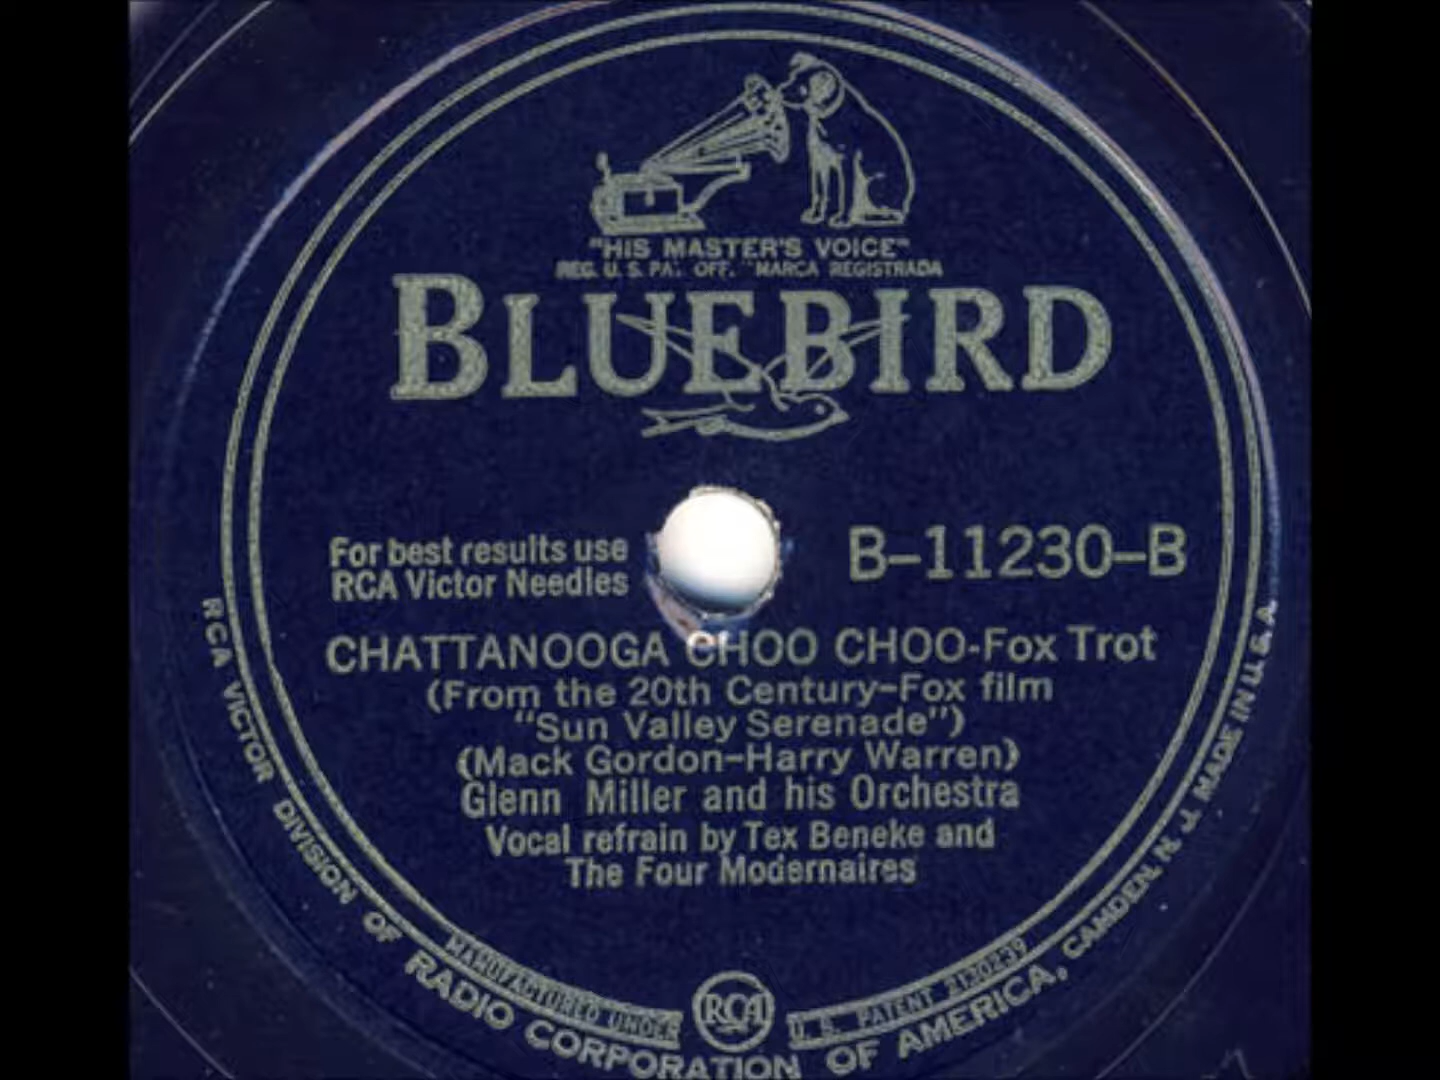 "HIS MASTER'S VOICE"
REG. U. S. PAT. OFF. MARCA REGISTRADA
BLUEBIRD
For best results use
RCA Victor Needles
B-11230-B
CHATTANOOGA CHOO CHOO-Fox Trot
(From the 20th Century-Fox film
"Sun Valley Serenade")
(Mack Gordon-Harry Warren)
Glenn Miller and his Orchestra
Vocal refrain by Tex Beneke and
The Four Modernaires
MANUFACTURED UNDER RCA U. S. PATENT 2130239
RCA VICTOR DIVISION OF RADIO CORPORATION OF AMERICA, CAMDEN, N. J. MADE IN U. S. A.